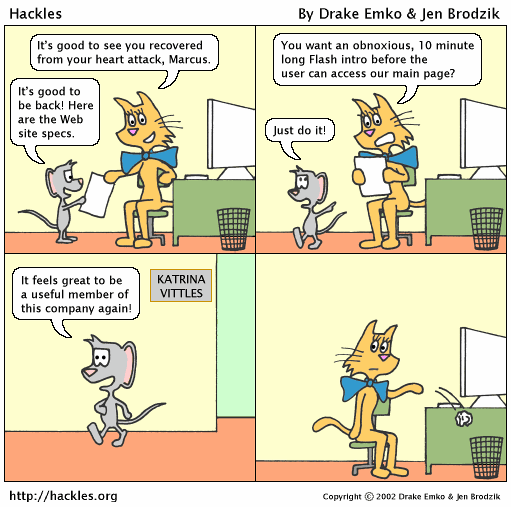 Hackles
By Drake Emko & Jen Brodzik
It's good to see you recovered
from your heart attack, Marcus.
It's good to
be back! Here
are the Web
site specs.
You want an obnoxious, 10 minute
long Flash intro before the
user can access our main page?
Just do it!
It feels great to be
a useful member of
this company again!
KATRINA
VITTLES
http://hackles.org
Copyright © 2002 Drake Emko & Jen Brodzik